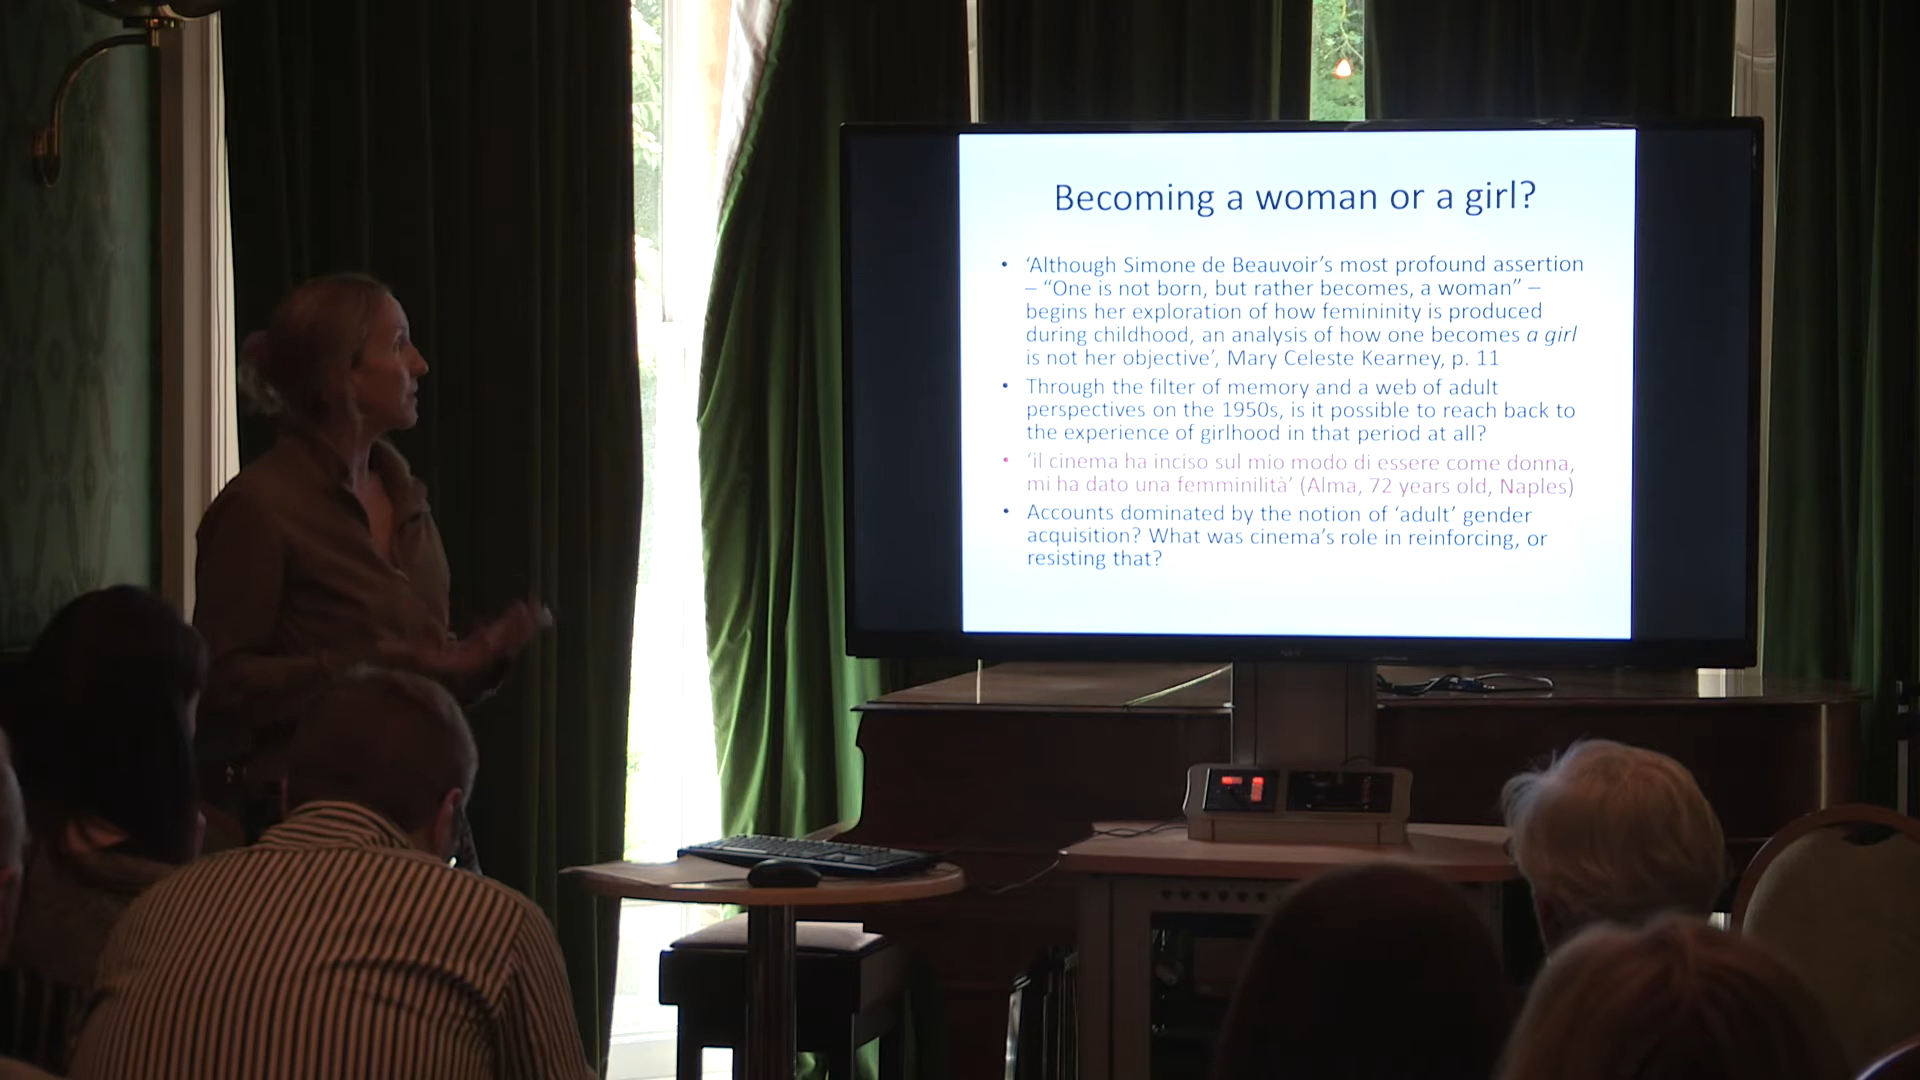 Becoming a woman or a girl?
• ‘Although Simone de Beauvoir’s most profound assertion
– “One is not born, but rather becomes, a woman” –
begins her exploration of how femininity is produced
during childhood, an analysis of how one becomes a girl
is not her objective’, Mary Celeste Kearney, p. 11
• Through the filter of memory and a web of adult
perspectives on the 1950s, is it possible to reach back to
the experience of girlhood in that period at all?
• ‘il cinema ha inciso sul mio modo di essere come donna,
mi ha dato una femminilità’ (Alma, 72 years old, Naples)
• Accounts dominated by the notion of ‘adult’ gender
acquisition? What was cinema’s role in reinforcing, or
resisting that?